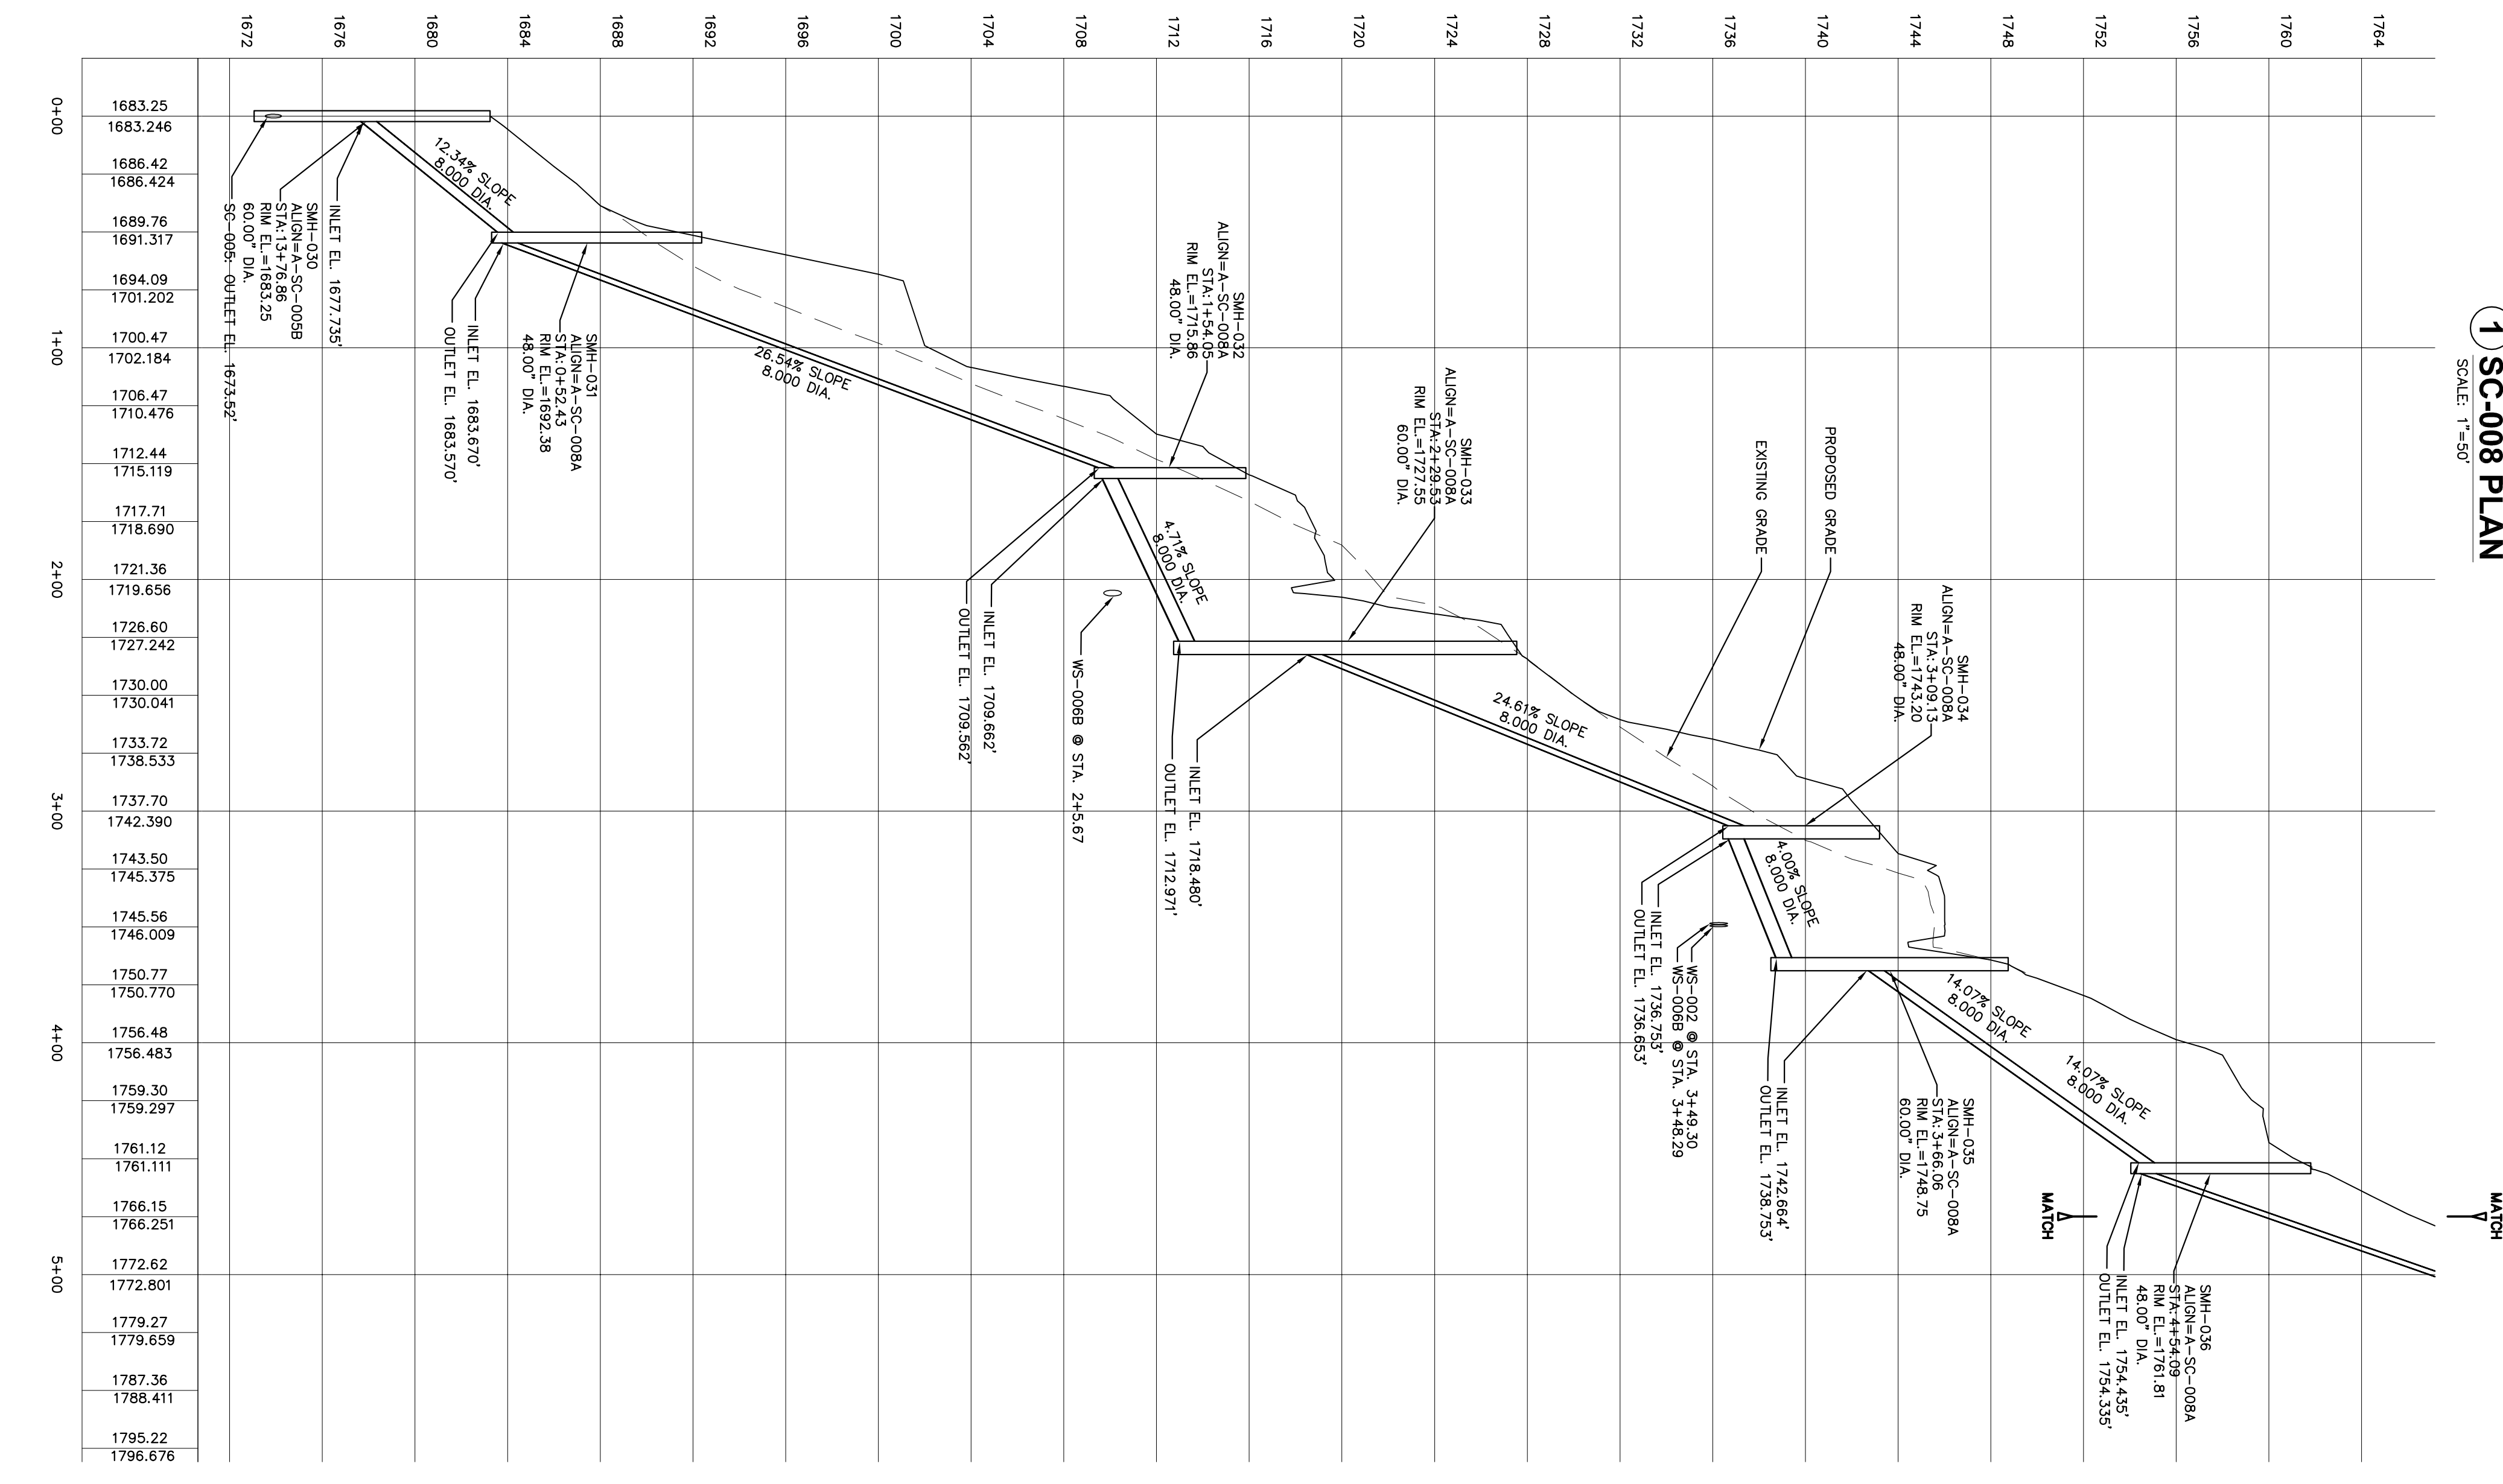 1 SC-008 PLAN
SCALE: 1"=50'
MATCH
MATCH
1672
1676
1680
1684
1688
1692
1696
1700
1704
1708
1712
1716
1720
1724
1728
1732
1736
1740
1744
1748
1752
1756
1760
1764
0+00
1+00
2+00
3+00
4+00
5+00
1683.25
1683.246
1686.42
1686.424
1689.76
1691.317
1694.09
1701.202
1700.47
1702.184
1706.47
1710.476
1712.44
1715.119
1717.71
1718.690
1721.36
1719.656
1726.60
1727.242
1730.00
1730.041
1733.72
1738.533
1737.70
1742.390
1743.50
1745.375
1745.56
1746.009
1750.77
1750.770
1756.48
1756.483
1759.30
1759.297
1761.12
1761.111
1766.15
1766.251
1772.62
1772.801
1779.27
1779.659
1787.36
1788.411
1795.22
1796.676
12.34% SLOPE
8.000 DIA.
INLET EL. 1677.735'
SMH-030
ALIGN=A-SC-005B
STA:13+76.86
RIM EL.=1683.25
60.00" DIA.
SC-005: OUTLET EL. 1673.52'
SMH-031
ALIGN=A-SC-008A
STA:0+52.43
RIM EL.=1692.38
48.00" DIA.
INLET EL. 1683.670'
OUTLET EL. 1683.570'
26.54% SLOPE
8.000 DIA.
SMH-032
ALIGN=A-SC-008A
STA:1+54.05
RIM EL.=1715.86
48.00" DIA.
INLET EL. 1709.662'
OUTLET EL. 1709.562'
4.71% SLOPE
8.000 DIA.
WS-006B @ STA. 2+5.67
SMH-033
ALIGN=A-SC-008A
STA:2+29.53
RIM EL.=1727.55
60.00" DIA.
INLET EL. 1718.480'
OUTLET EL. 1712.971'
24.61% SLOPE
8.000 DIA.
EXISTING GRADE
PROPOSED GRADE
SMH-034
ALIGN=A-SC-008A
STA:3+09.13
RIM EL.=1743.20
48.00" DIA.
INLET EL. 1736.753'
OUTLET EL. 1736.653'
4.00% SLOPE
8.000 DIA.
WS-002 @ STA. 3+49.30
WS-006B @ STA. 3+48.29
SMH-035
ALIGN=A-SC-008A
STA:3+66.06
RIM EL.=1748.75
60.00" DIA.
INLET EL. 1742.664'
OUTLET EL. 1738.753'
14.07% SLOPE
8.000 DIA.
14.07% SLOPE
8.000 DIA.
SMH-036
ALIGN=A-SC-008A
STA:4+54.09
RIM EL.=1761.81
48.00" DIA.
INLET EL. 1754.435'
OUTLET EL. 1754.335'